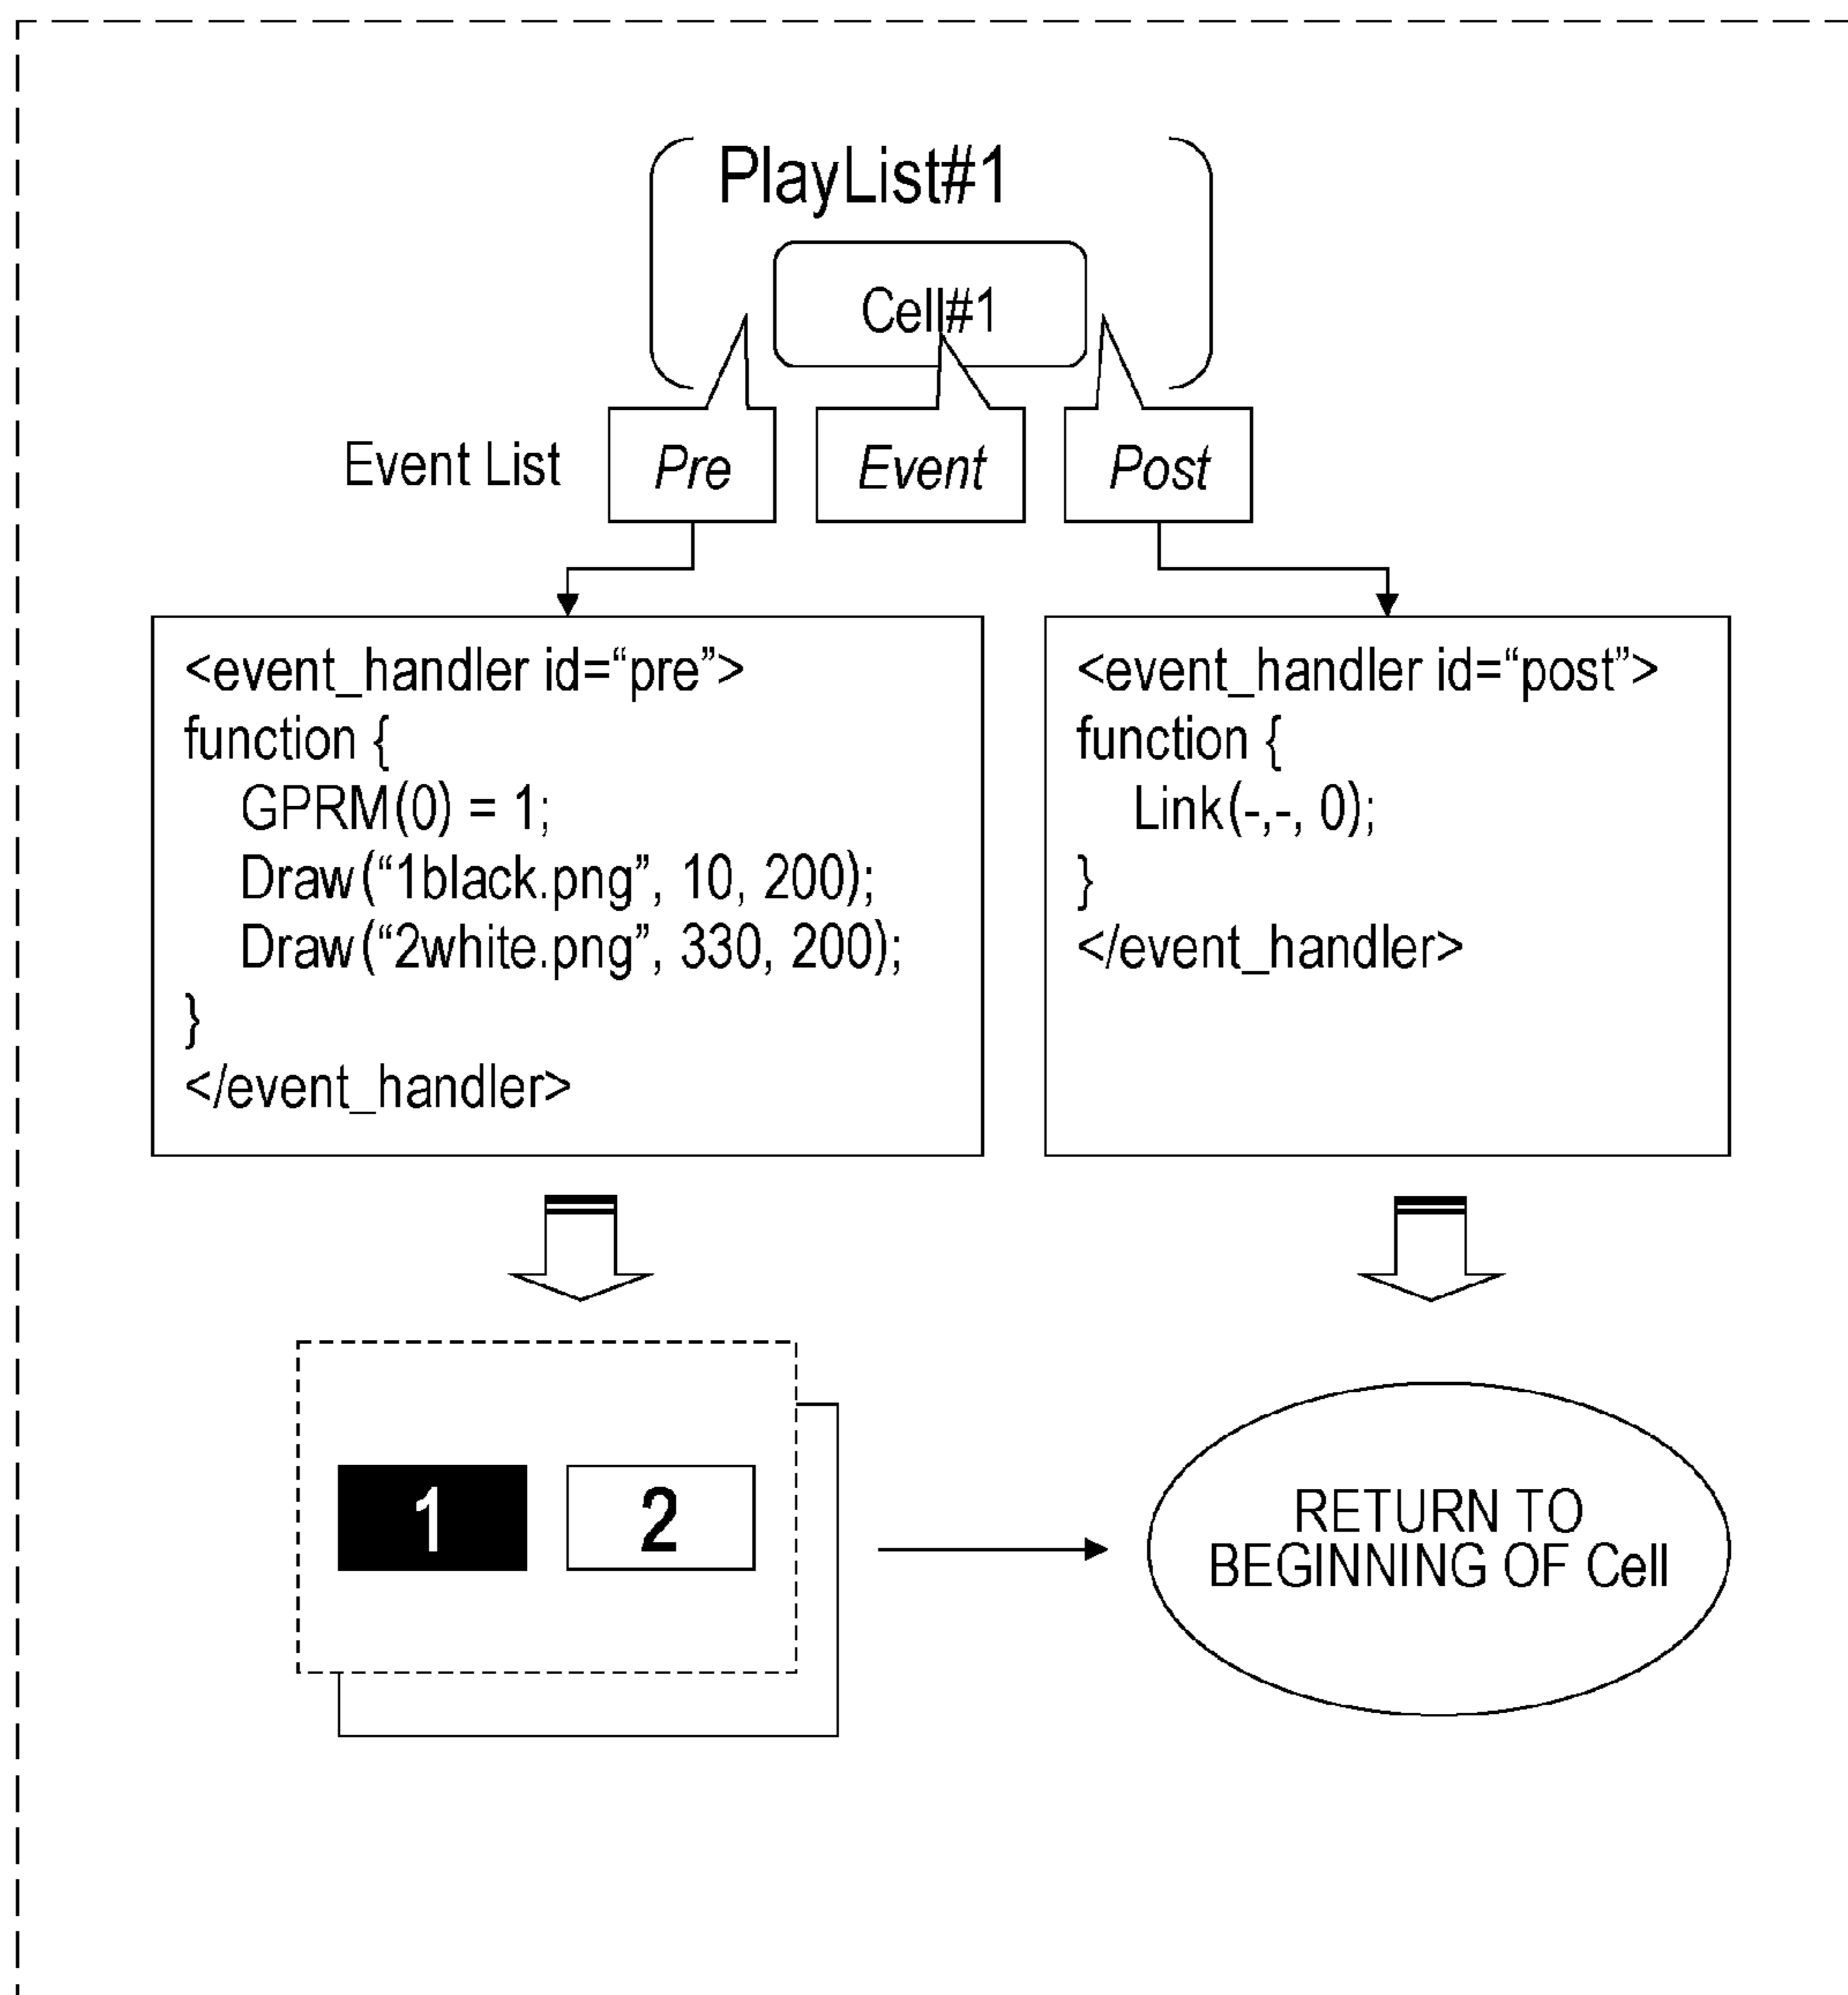 PlayList#1
Cell#1
Event List
Pre
Event
Post
<event_handler id=“pre”>
function {
GPRM(0) = 1;
Draw(“1black.png”, 10, 200);
Draw(“2white.png”, 330, 200);
}
</event_handler>
<event_handler id=“post”>
function {
Link(-,-, 0);
}
</event_handler>
1
2
RETURN TO
BEGINNING OF Cell